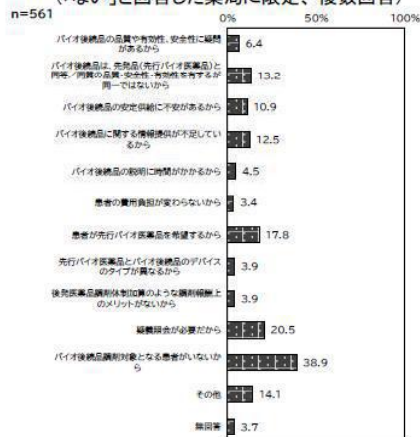 ない」と回答した薬局に限定、複数回答)
n=561
0% 50% 100%
バイオ後続品の品質や有効性、安全性に疑問
があるから
6.4
バイオ後続品は、先発品(先行バイオ医薬品)と
同等/同質の品質・安全性・有効性を有するが
同一ではないから
13.2
バイオ後続品の安定供給に不安があるから
10.9
バイオ後続品に関する情報提供が不足してい
るから
12.5
バイオ後続品の説明に時間がかかるから
4.5
患者の費用負担が変わらないから
3.4
患者が先行バイオ医薬品を希望するから
17.8
先行バイオ医薬品とバイオ後続品のデバイス
のタイプが異なるから
3.9
後発医薬品調剤体制加算のような調剤報酬上
のメリットがないから
3.9
疑義照会が必要だから
20.5
バイオ後続品調剤対象となる患者がいないか
ら
38.9
その他
14.1
無回答
3.7